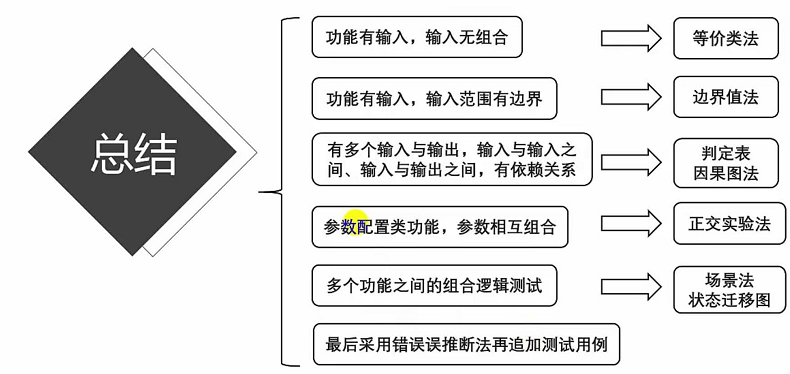 总结
功能有输入，输入无组合
等价类法
功能有输入，输入范围有边界
边界值法
有多个输入与输出，输入与输入之
间、输入与输出之间，有依赖关系
判定表
因果图法
参数配置类功能，参数相互组合
正交实验法
多个功能之间的组合逻辑测试
场景法
状态迁移图
最后采用错误误推断法再追加测试用例